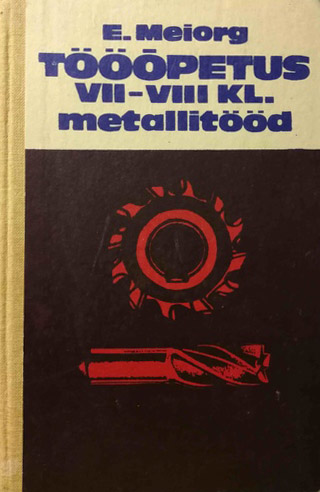 E. Meiorg
TÖÖÕPETUS
VII-VIII KL.
metallitööd